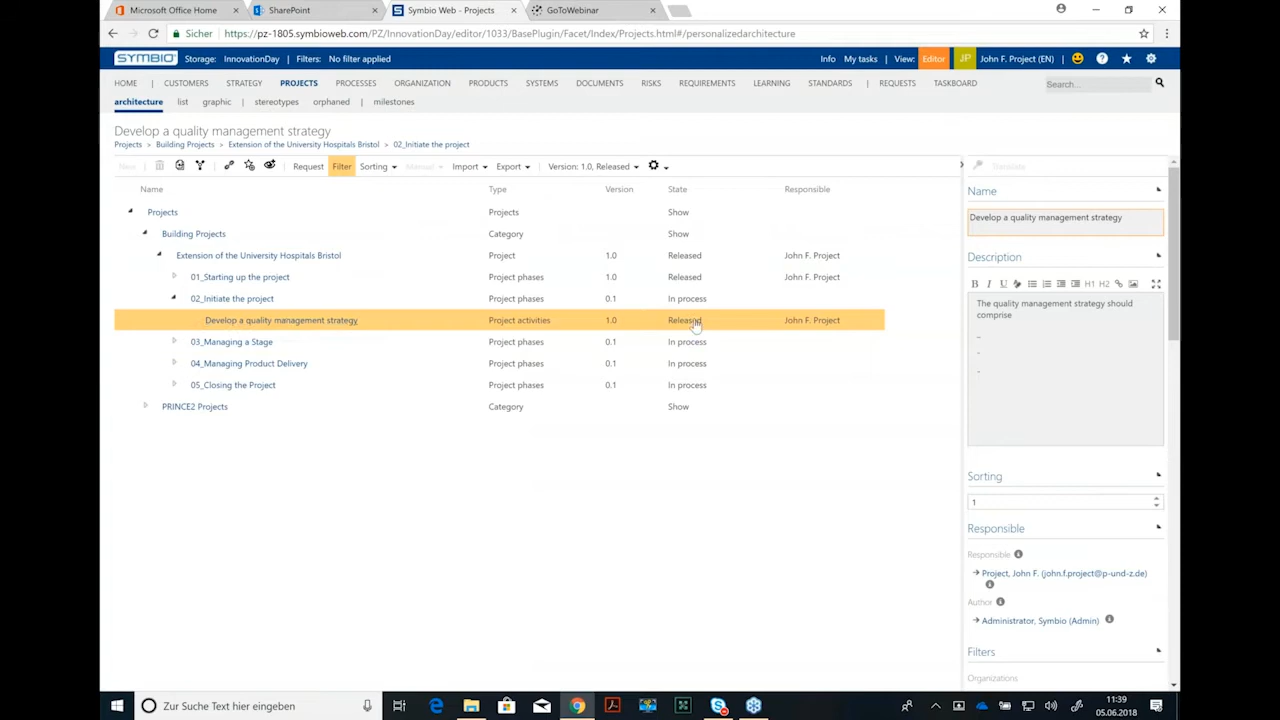 Microsoft Office Home
SharePoint
Symbio Web - Projects
GoToWebinar
Sicher
https://pz-1805.symbioweb.com/PZ/InnovationDay/editor/1033/BasePlugin/Facet/Index/Projects.html#/personalizedarchitecture
SYMBIO Storage: InnovationDay Filters: No filter applied Info My tasks View: Editor JP John F. Project (EN)
HOME CUSTOMERS STRATEGY PROJECTS PROCESSES ORGANIZATION PRODUCTS SYSTEMS DOCUMENTS RISKS REQUIREMENTS LEARNING STANDARDS REQUESTS TASKBOARD Search...
architecture list graphic stereotypes orphaned milestones
Develop a quality management strategy
Projects > Building Projects > Extension of the University Hospitals Bristol > 02_Initiate the project
New Request Filter Sorting Manual Import Export Version: 1.0, Released Translate
Name Type Version State Responsible
Projects Projects Show
Building Projects Category Show
Extension of the University Hospitals Bristol Project 1.0 Released John F. Project
01_Starting up the project Project phases 1.0 Released John F. Project
02_Initiate the project Project phases 0.1 In process
Develop a quality management strategy Project activities 1.0 Released John F. Project
03_Managing a Stage Project phases 0.1 In process
04_Managing Product Delivery Project phases 0.1 In process
05_Closing the Project Project phases 0.1 In process
PRINCE2 Projects Category Show
Name
Develop a quality management strategy
Description
B I U H1 H2
The quality management strategy should
comprise
-
-
-
Sorting
1
Responsible
Responsible
Project, John F. (john.f.project@p-und-z.de)
Author
Administrator, Symbio (Admin)
Filters
Organizations
Zur Suche Text hier eingeben
11:39
05.06.2018